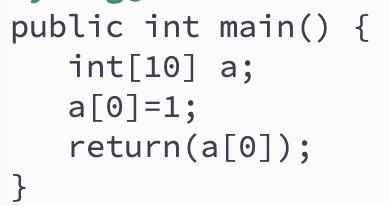 public int main() {
   int[10] a;
   a[0]=1;
   return(a[0]);
}